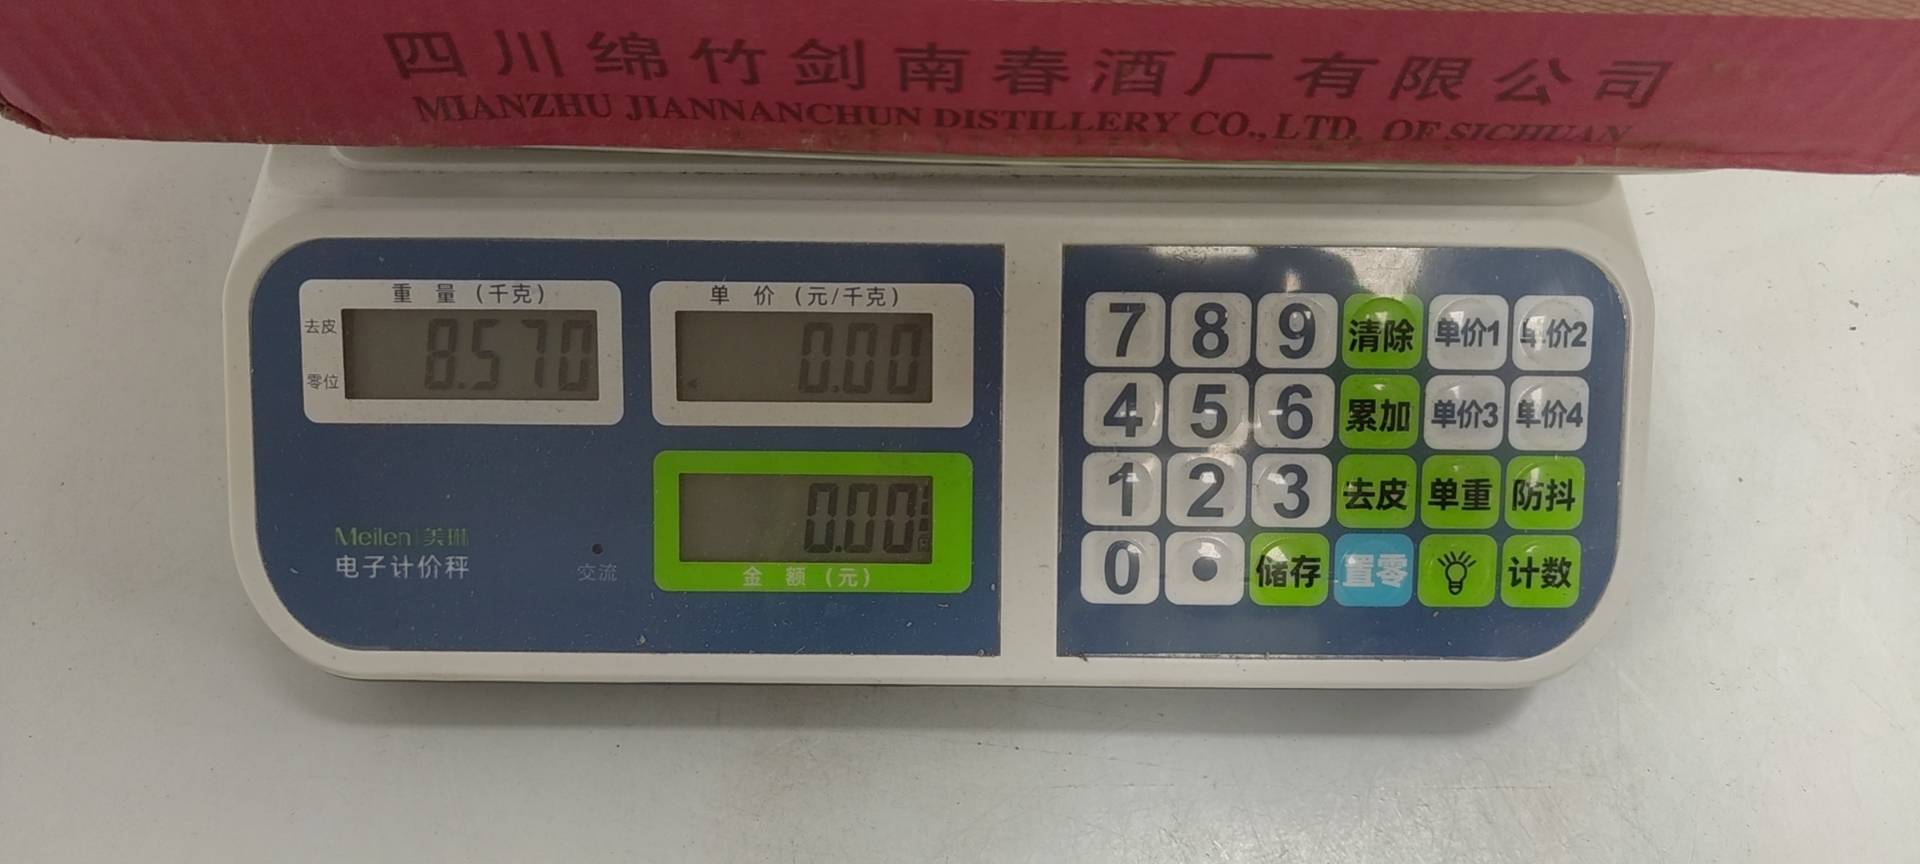 四川绵竹剑南春酒厂有限公司
MIANZHU JIANNANCHUN DISTILLERY CO., LTD. OF SICHUAN
重量(千克)
去皮
8.570
零位
单价(元/千克)
0.00
0.00
金额(元)
Meilen|美琳
电子计价秤
交流
7 8 9 清除 单价1 单价2
4 5 6 累加 单价3 单价4
1 2 3 去皮 单重 防抖
0 . 储存 置零 计数